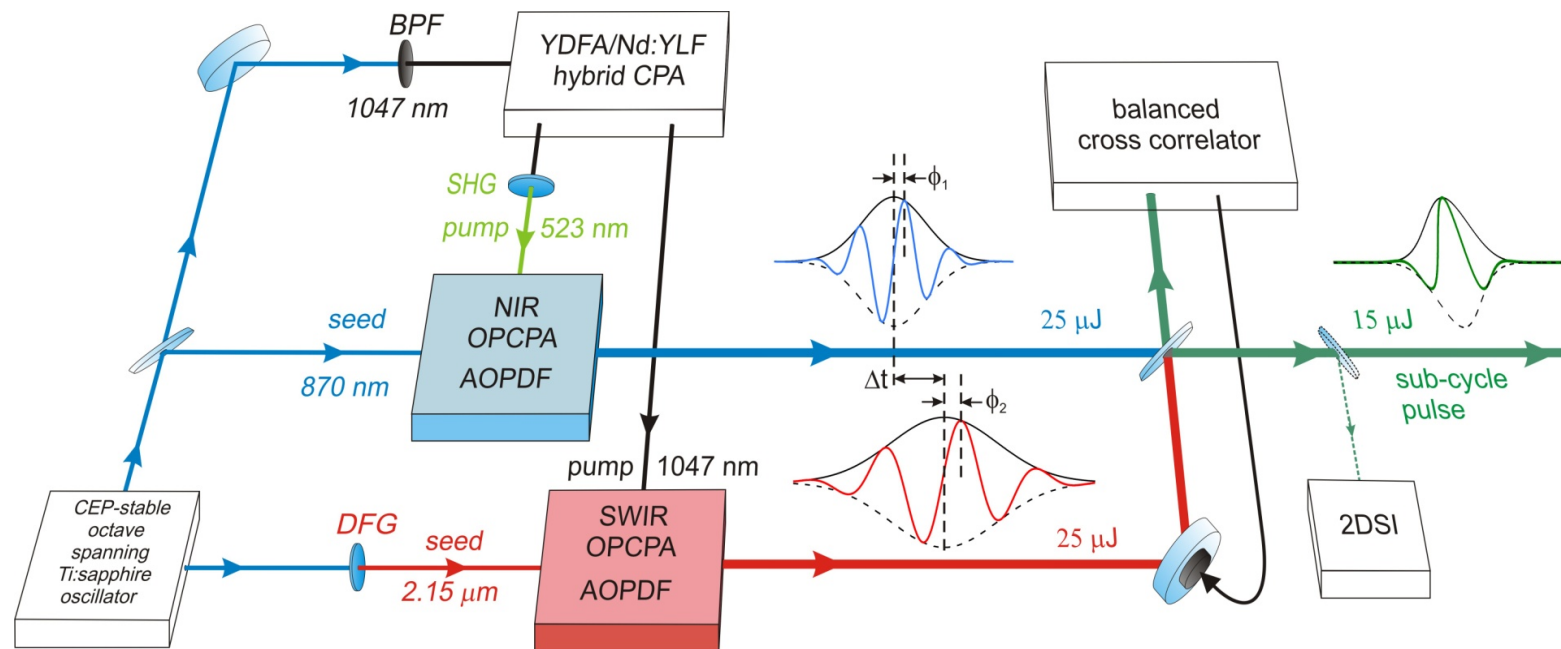 BPF
1047 nm
YDFA/Nd:YLF
hybrid CPA
SHG
pump
523 nm
seed
870 nm
NIR
OPCPA
AOPDF
pump
1047 nm
CEP-stable
octave
spanning
Ti:sapphire
oscillator
DFG
seed
2.15 μm
SWIR
OPCPA
AOPDF
ϕ1
Δt
ϕ2
25 μJ
25 μJ
balanced
cross correlator
15 μJ
sub-cycle
pulse
2DSI